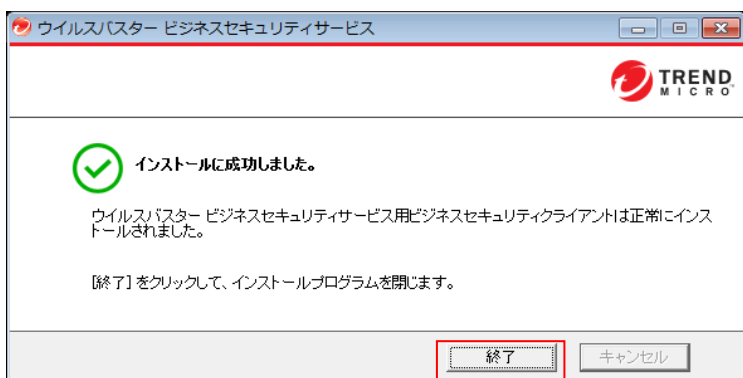 ウイルスバスター ビジネスセキュリティサービス
TREND
MICRO
インストールに成功しました。
ウイルスバスター ビジネスセキュリティサービス用ビジネスセキュリティクライアントは正常にインス
トールされました。
[終了] をクリックして、インストールプログラムを閉じます。
終了
キャンセル